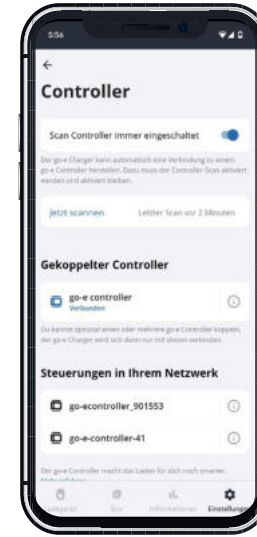 5:56
Controller
Scan Controller immer eingeschaltet
Der go-e Charger kann automatisch eine Verbindung zu einem
go-e Controller herstellen. Dazu muss der Controller-Scan aktiviert
werden und aktiviert bleiben.
Jetzt scannen Letzter Scan vor 2 Minuten
Gekoppelter Controller
go-e controller
Verbunden
Du kannst optional einen oder mehrere go-e Controller koppeln,
der go-e Charger wird sich dann nur mit diesen verbinden.
Steuerungen in Ihrem Netzwerk
go-econtroller_901553
go-e-controller-41
Der go-e Controller macht das Laden für dich noch smarter.
Eco Informationen Einstellungen